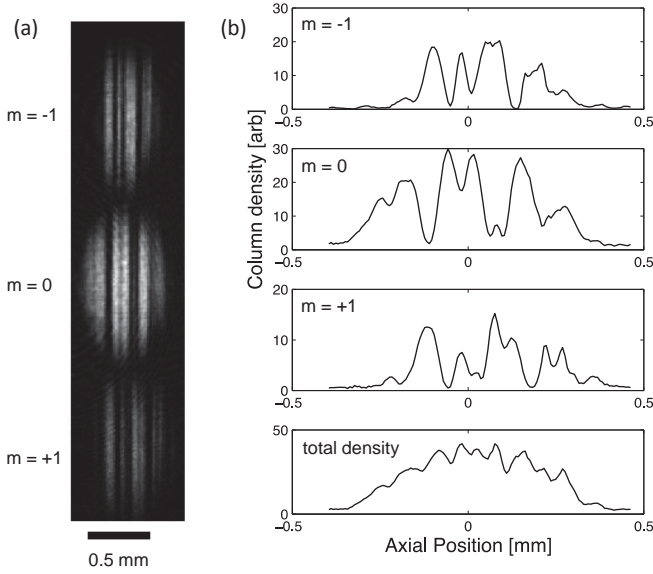 (a)
m = -1
m = 0
m = +1
0.5 mm
(b)
Column density [arb]
m = -1
30
20
10
0
−0.5
0
0.5
m = 0
30
20
10
0
−0.5
0
0.5
m = +1
20
10
0
−0.5
0
0.5
total density
50
0
−0.5
0
0.5
Axial Position [mm]